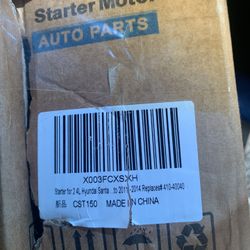 Starter Motor
AUTO PARTS
X003FCXSXH
Starter for 2.4L Hyundai Santa ...to 2011 -2014 Replaces# 410-40040
新品 CST150 MADE IN CHINA